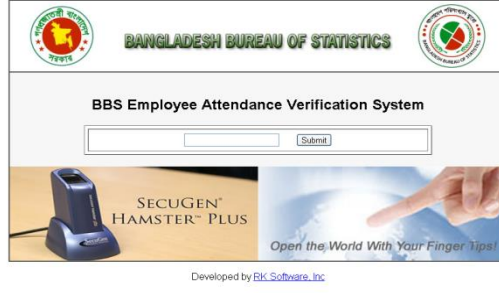 BANGLADESH BUREAU OF STATISTICS
BBS Employee Attendance Verification System
Submit
SECUGEN®
HAMSTER™ PLUS
Open the World With Your Finger Tips!
Developed by RK Software, Inc